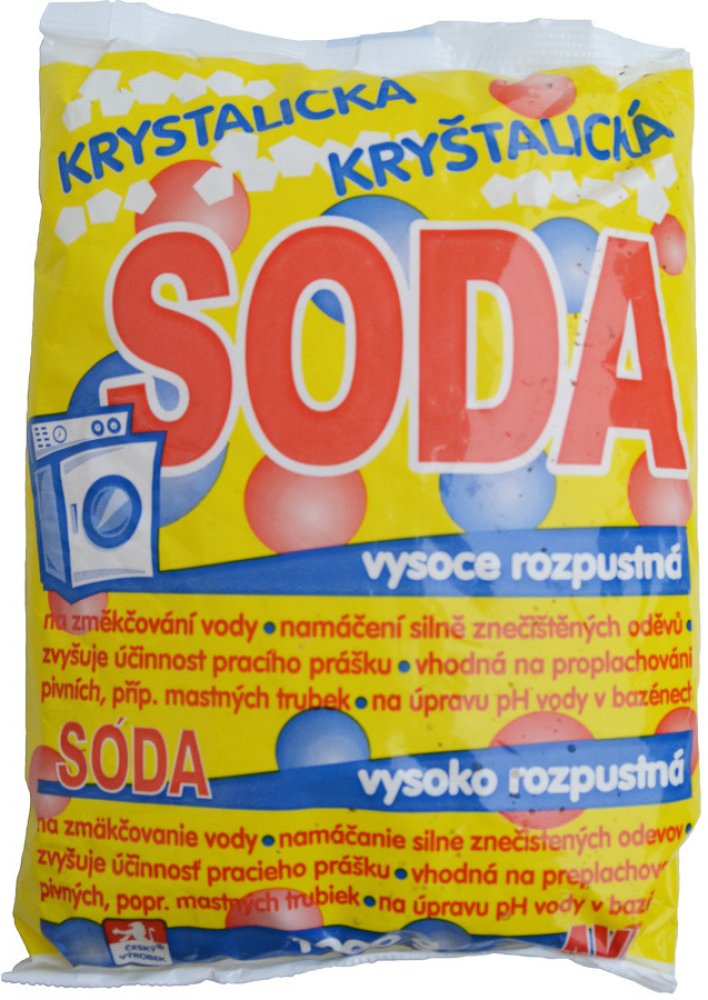 KRYSTALICKÁ
KRYŠTALICKÁ
SODA
vysoce rozpustná
na změkčování vody • namáčení silně znečištěných oděvů •
zvyšuje účinnost pracího prášku • vhodná na proplachování
pivních, příp. mastných trubek • na úpravu pH vody v bazénech
SÓDA
vysoko rozpustná
na zmäkčovanie vody • namáčanie silne znečistených odevov •
zvyšuje účinnosť pracieho prášku • vhodná na preplachov
pivných, popr. mastných trubiek • na úpravu pH vody v bazé
ČESKÝ®
VÝROBEK